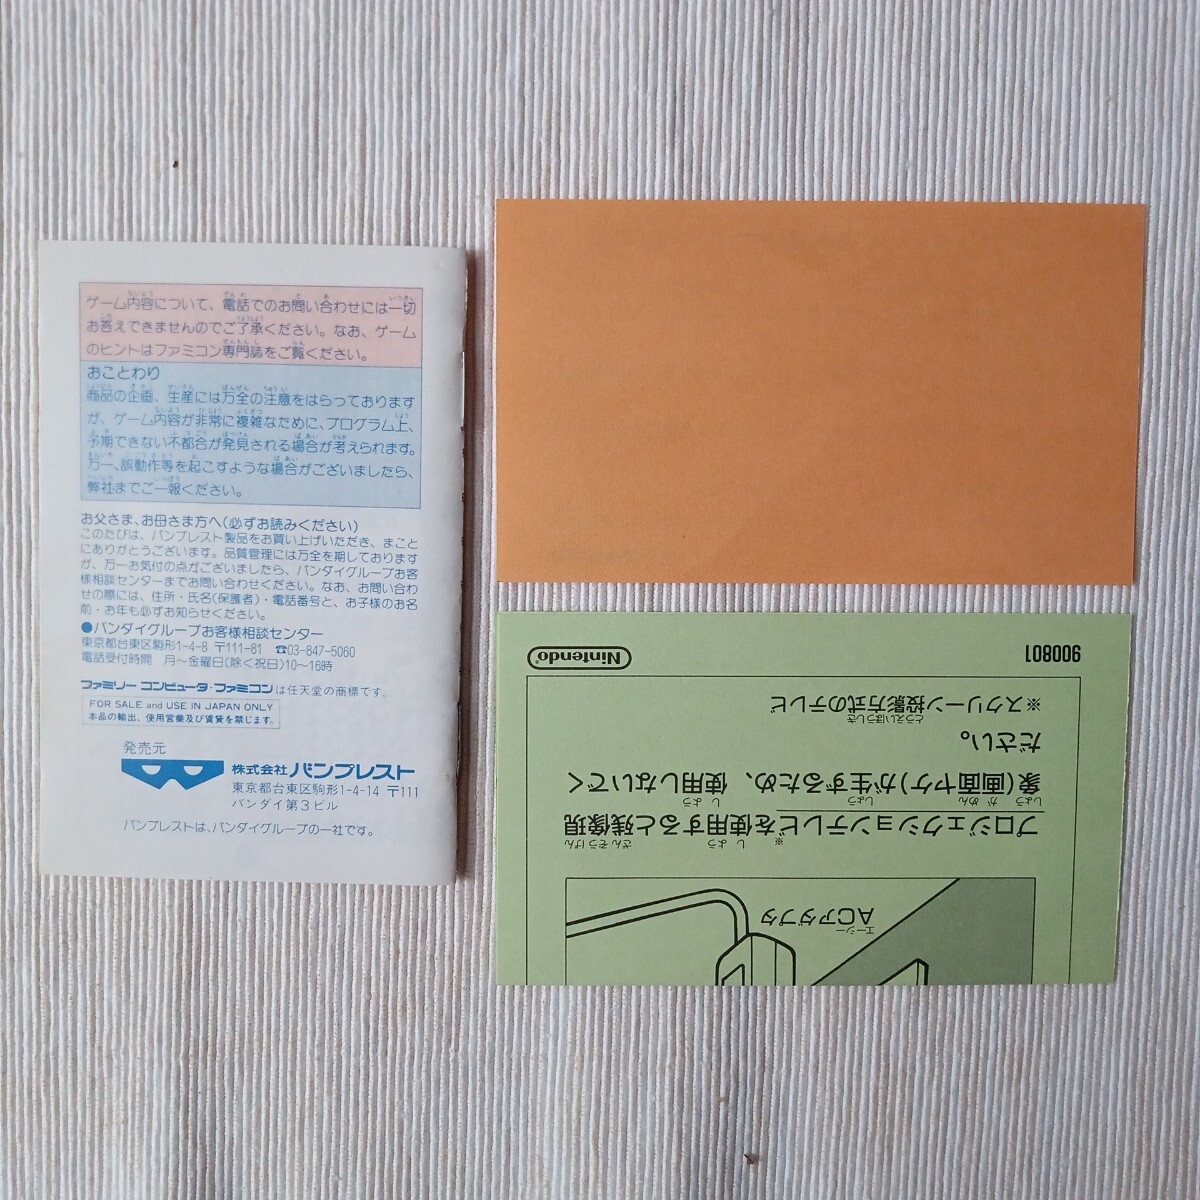 ゲーム内容について、電話でのお問い合わせには一切
お答えできませんのでご了承ください。なお、ゲーム
のヒントはファミコン専門誌をご覧ください。
おことわり
商品の企画、生産には万全の注意をはらっております
が、ゲーム内容が非常に複雑なために、プログラム上、
予期できない不都合が発見される場合が考えられます。
万一、誤動作等を起こすような場合がございましたら、
弊社までご一報ください。
お父さま、お母さま方へ(必ずお読みください)
このたびは、バンプレスト製品をお買い上げいただき、まこと
にありがとうございます。品質管理には万全を期しております
が、万一お気付の点がございましたら、バンダイグループお客
様相談センターまでお問い合わせください。なお、お問い合わ
せの際には、住所・氏名(保護者)・電話番号と、お子様のお名
前・お年も必ずお知らせください。
●バンダイグループお客様相談センター
東京都台東区駒形1-4-8 〒111-81 ☎03-847-5060
電話受付時間 月〜金曜日(除く祝日)10〜16時
ファミリーコンピュータ・ファミコンは任天堂の商標です。
FOR SALE and USE IN JAPAN ONLY
本品の輸出、使用営業及び賃貸を禁じます。
発売元
株式会社バンプレスト
東京都台東区駒形1-4-14 〒111
バンダイ第3ビル
バンプレストは、バンダイグループの一社です。
ACアダプタ
プロジェクションテレビ※を使用すると残像現
象(画面ヤケ)が生ずるため、使用しないでく
ださい。
※スクリーン投影方式のテレビ
900801
Nintendo